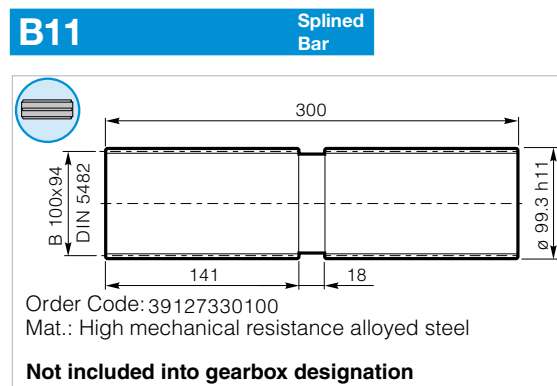 B11
Splined
Bar
300
B 100x94
DIN 5482
ø 99.3 h11
141
18
Order Code: 39127330100
Mat.: High mechanical resistance alloyed steel
Not included into gearbox designation